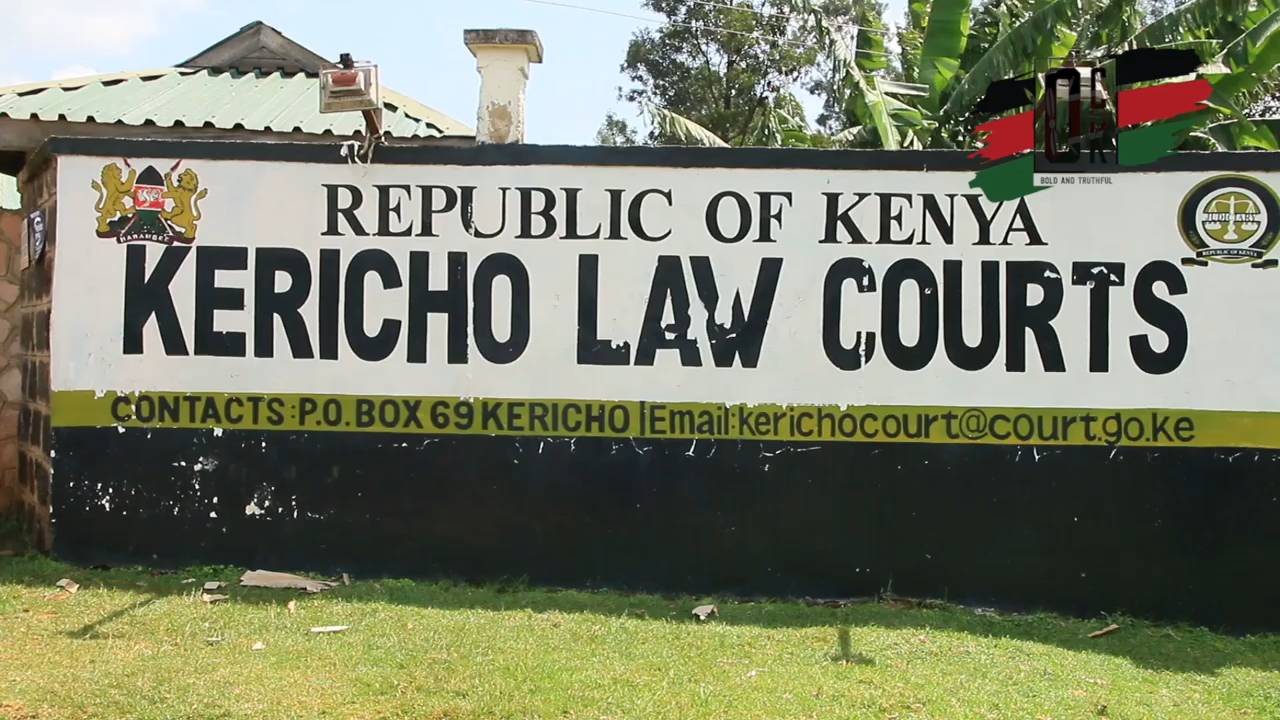 REPUBLIC OF KENYA
KERICHO LAW COURTS
CONTACTS:P.O.BOX 69 KERICHO |Email:kerichocourt@court.go.ke
HARAMBEE
JUDICIARY
REPUBLIC OF KENYA
BOLD AND TRUTHFUL